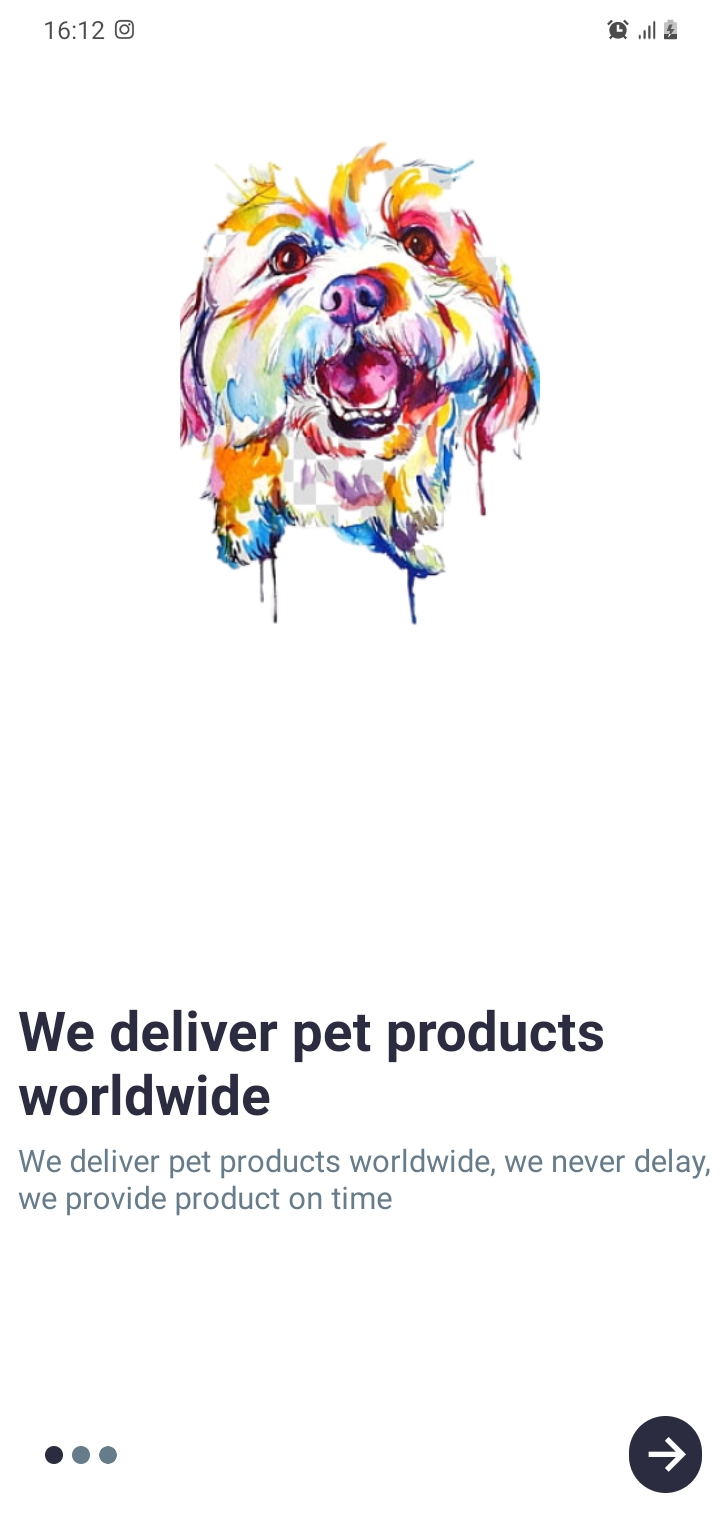 16:12
We deliver pet products
worldwide
We deliver pet products worldwide, we never delay,
we provide product on time